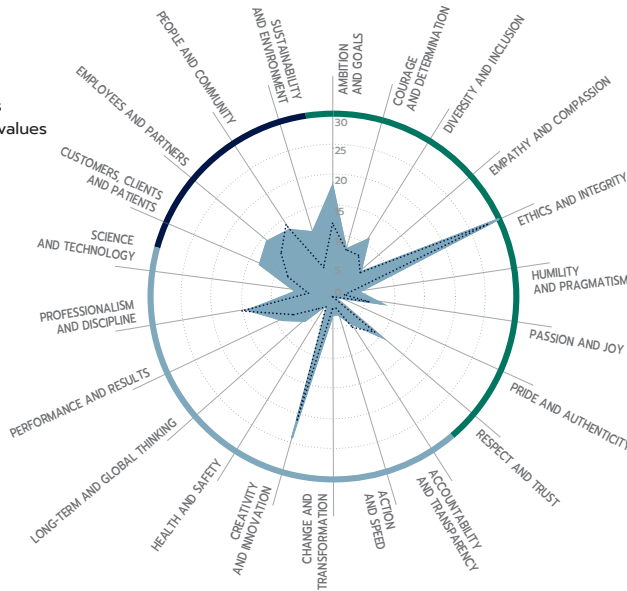 s
values
AMBITION
AND GOALS
COURAGE
AND DETERMINATION
DIVERSITY AND INCLUSION
EMPATHY AND COMPASSION
ETHICS AND INTEGRITY
HUMILITY
AND PRAGMATISM
PASSION AND JOY
PRIDE AND AUTHENTICITY
RESPECT AND TRUST
ACCOUNTABILITY
AND TRANSPARENCY
ACTION
AND SPEED
CHANGE AND
TRANSFORMATION
CREATIVITY
AND INNOVATION
HEALTH AND SAFETY
LONG-TERM AND GLOBAL THINKING
PERFORMANCE AND RESULTS
PROFESSIONALISM
AND DISCIPLINE
SCIENCE
AND TECHNOLOGY
CUSTOMERS, CLIENTS
AND PATIENTS
EMPLOYEES AND PARTNERS
PEOPLE AND COMMUNITY
SUSTAINABILITY
AND ENVIRONMENT
30
25
20
15
5
0